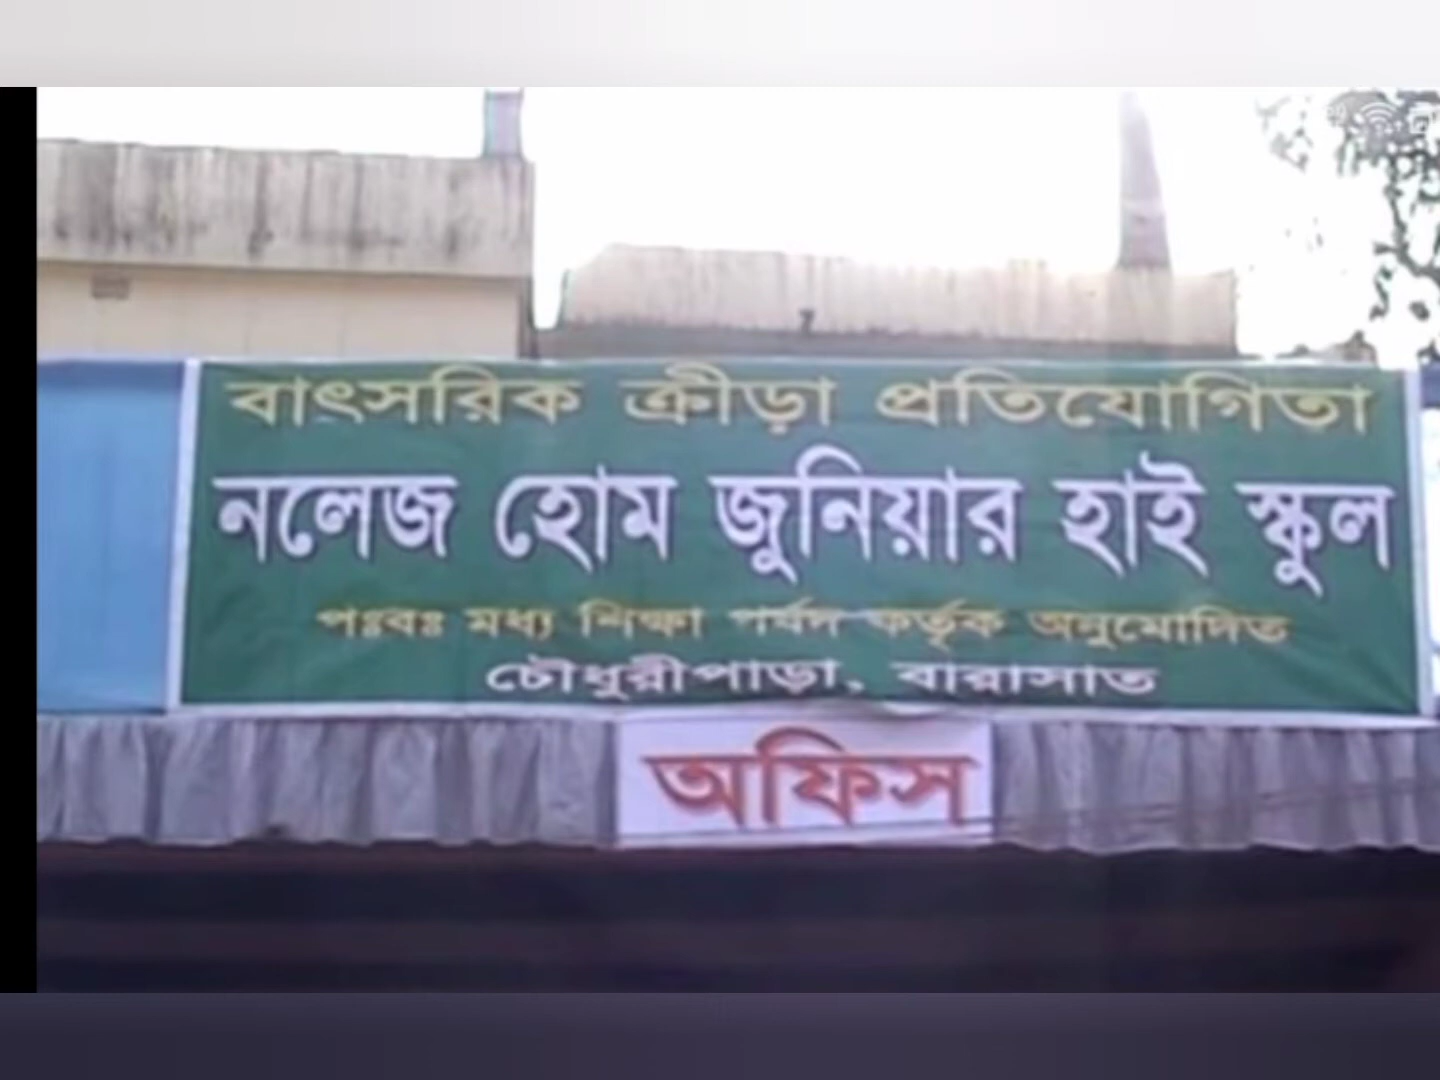 বাৎসরিক ক্রীড়া প্রতিযোগিতা
নলেজ হোম জুনিয়ার হাই স্কুল
পঃবঃ মধ্য শিক্ষা পর্ষদ কর্তৃক অনুমোদিত
চৌধুরীপাড়া, বারাসাত
অফিস